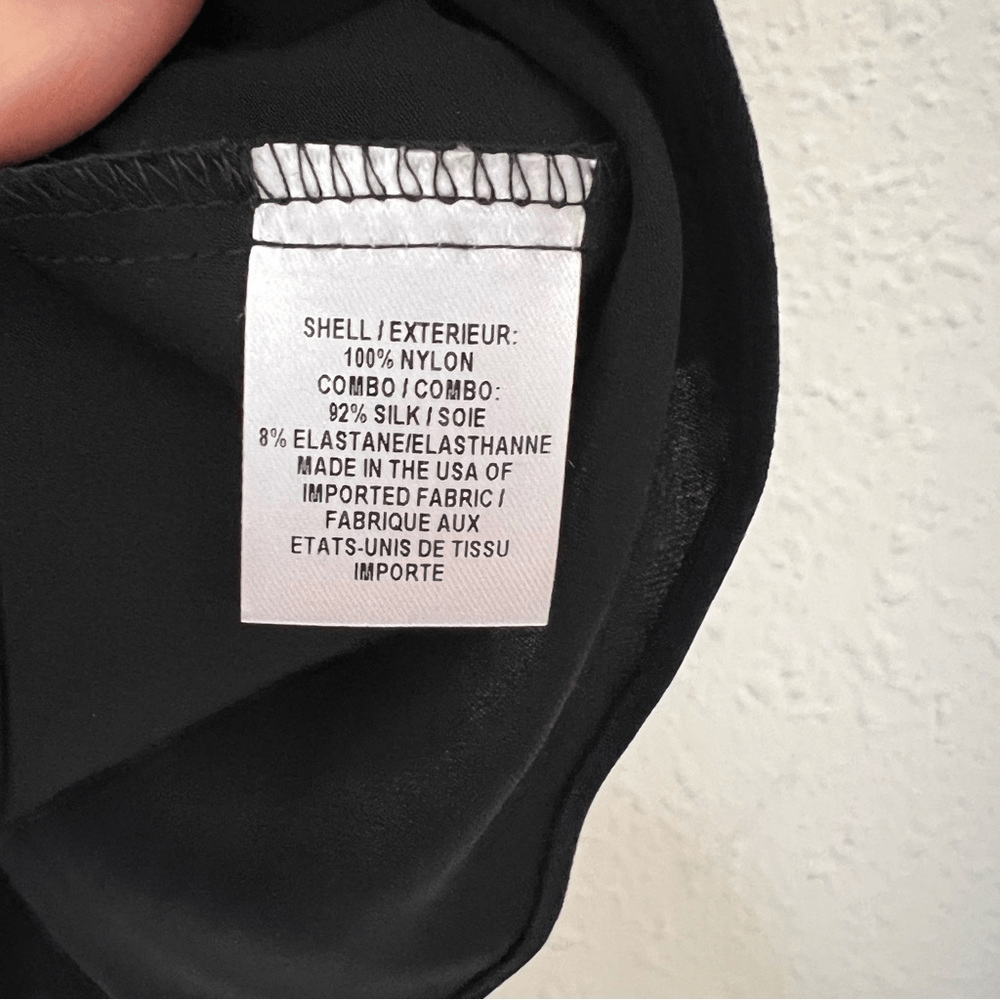 SHELL / EXTERIEUR:
100% NYLON
COMBO / COMBO:
92% SILK / SOIE
8% ELASTANE/ELASTHANNE
MADE IN THE USA OF
IMPORTED FABRIC /
FABRIQUE AUX
ETATS-UNIS DE TISSU
IMPORTE